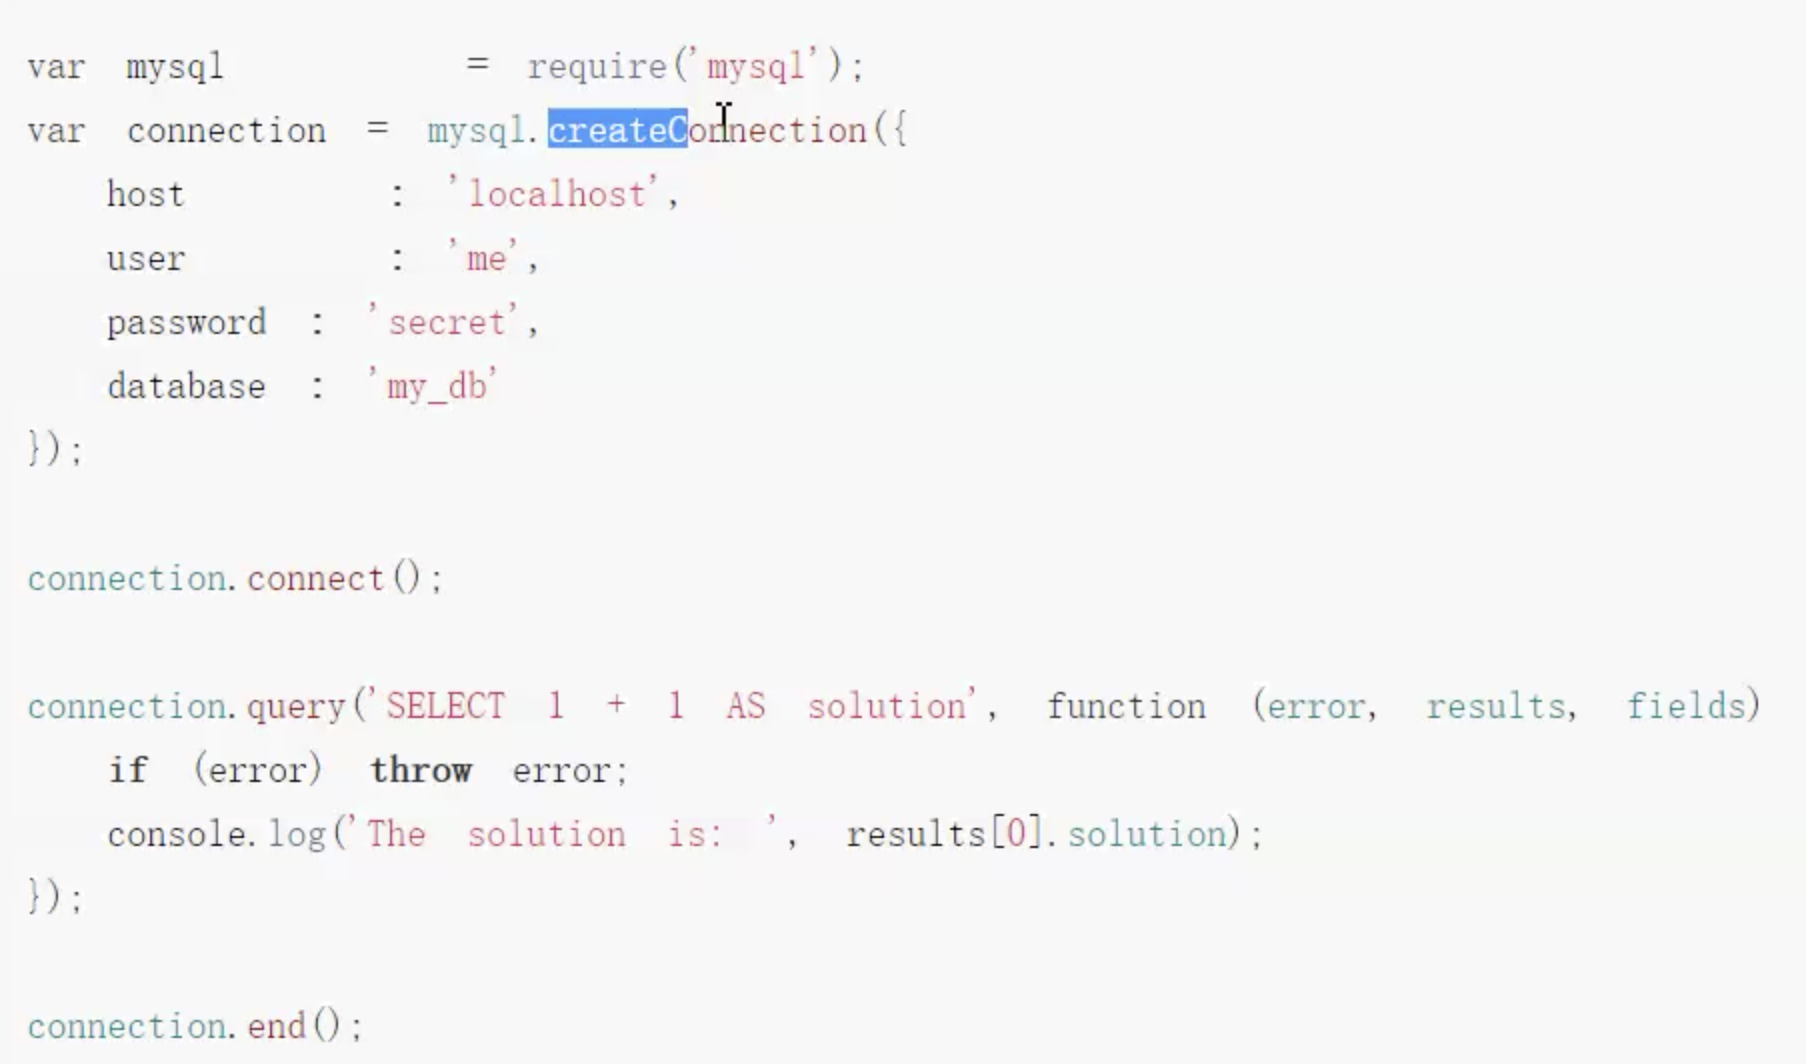 var mysql = require('mysql');
var connection = mysql.createConnection({
host : 'localhost',
user : 'me',
password : 'secret',
database : 'my_db'
});
connection.connect();
connection.query('SELECT 1 + 1 AS solution', function (error, results, fields)
if (error) throw error;
console.log('The solution is: ', results[0].solution);
});
connection.end();